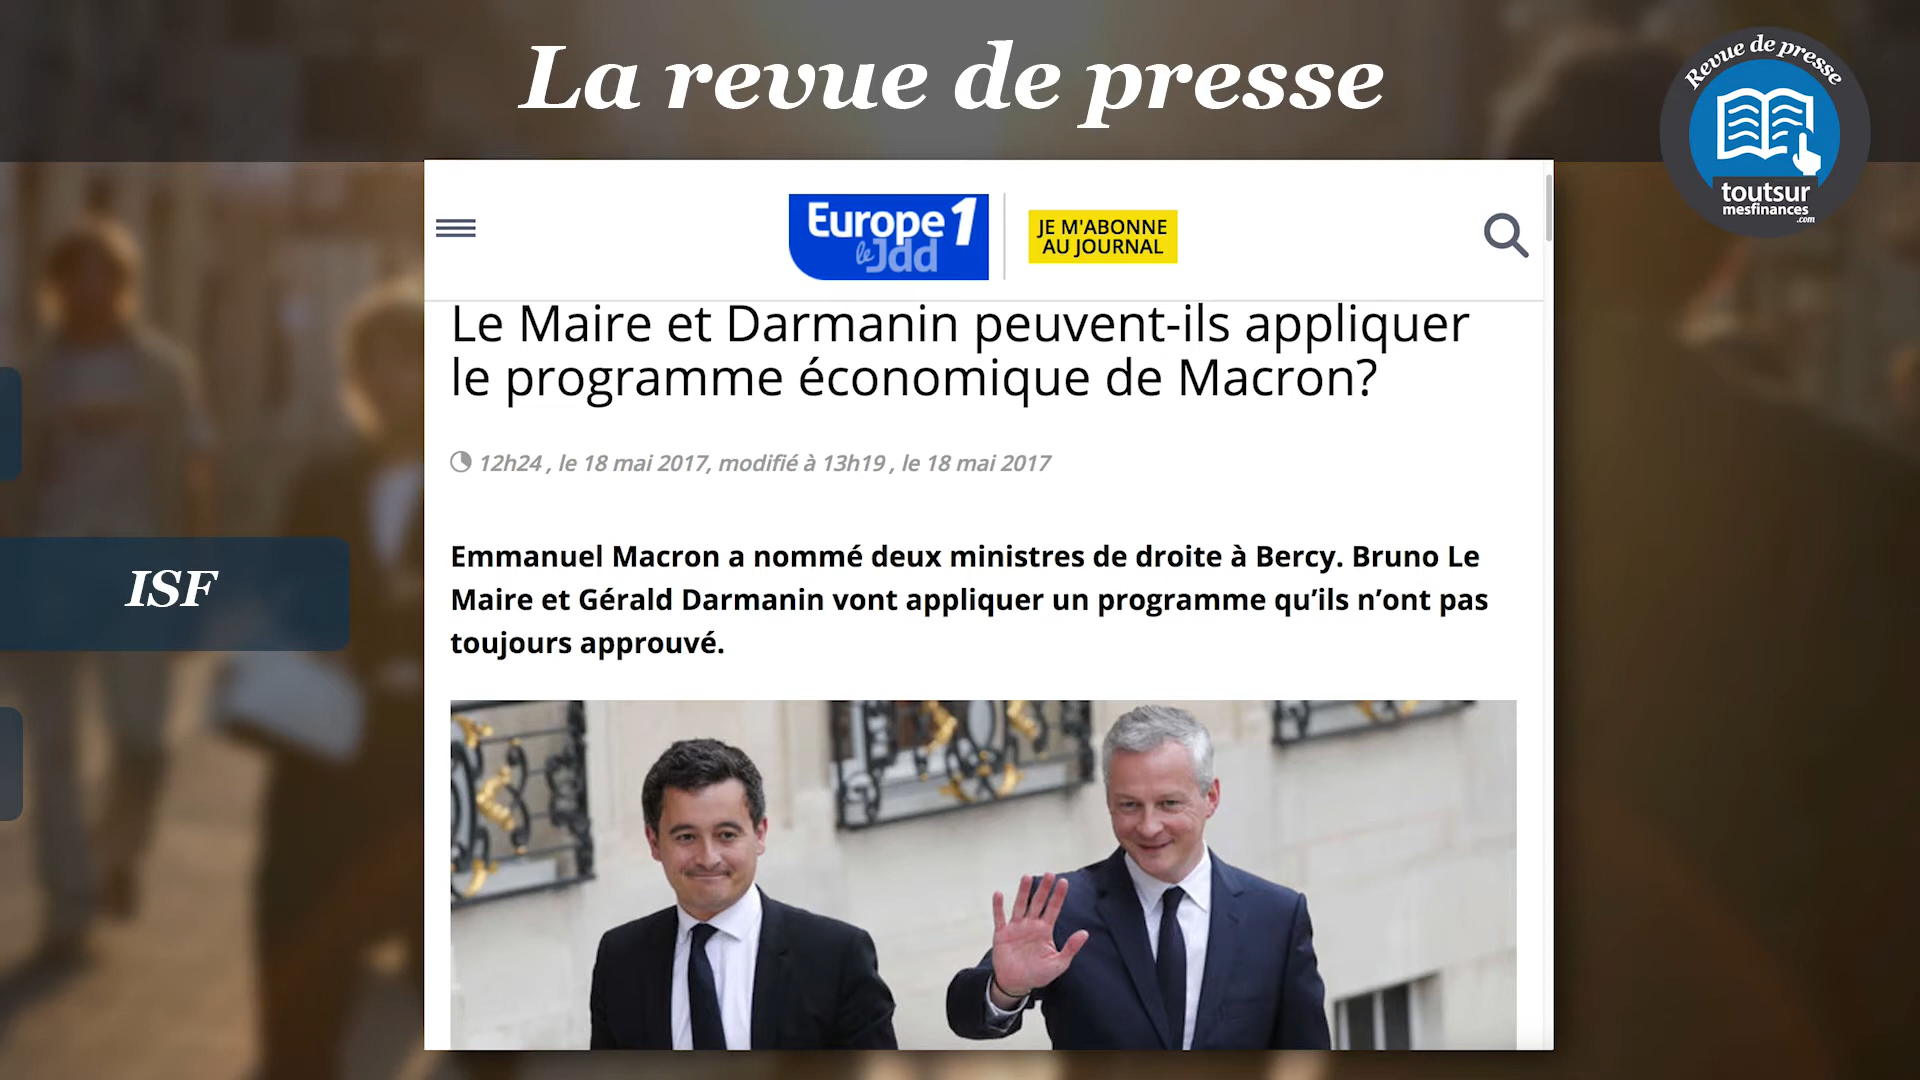 La revue de presse
Revue de presse
toutsur
mesfinances
.com
Europe 1
le Jdd
JE M'ABONNE
AU JOURNAL
Le Maire et Darmanin peuvent-ils appliquer
le programme économique de Macron?
12h24 , le 18 mai 2017, modifié à 13h19 , le 18 mai 2017
ISF
Emmanuel Macron a nommé deux ministres de droite à Bercy. Bruno Le
Maire et Gérald Darmanin vont appliquer un programme qu’ils n’ont pas
toujours approuvé.